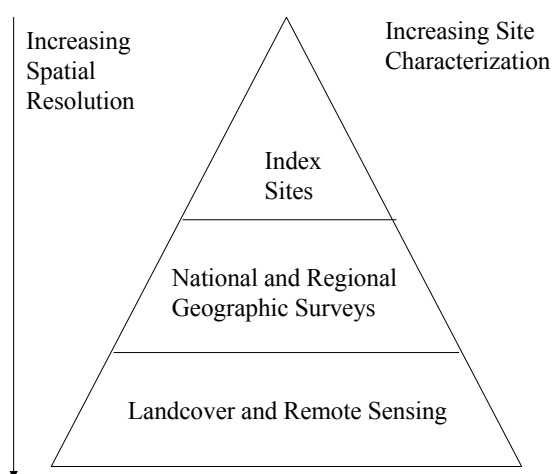 Increasing
Spatial
Resolution
Increasing Site
Characterization
Index
Sites
National and Regional
Geographic Surveys
Landcover and Remote Sensing